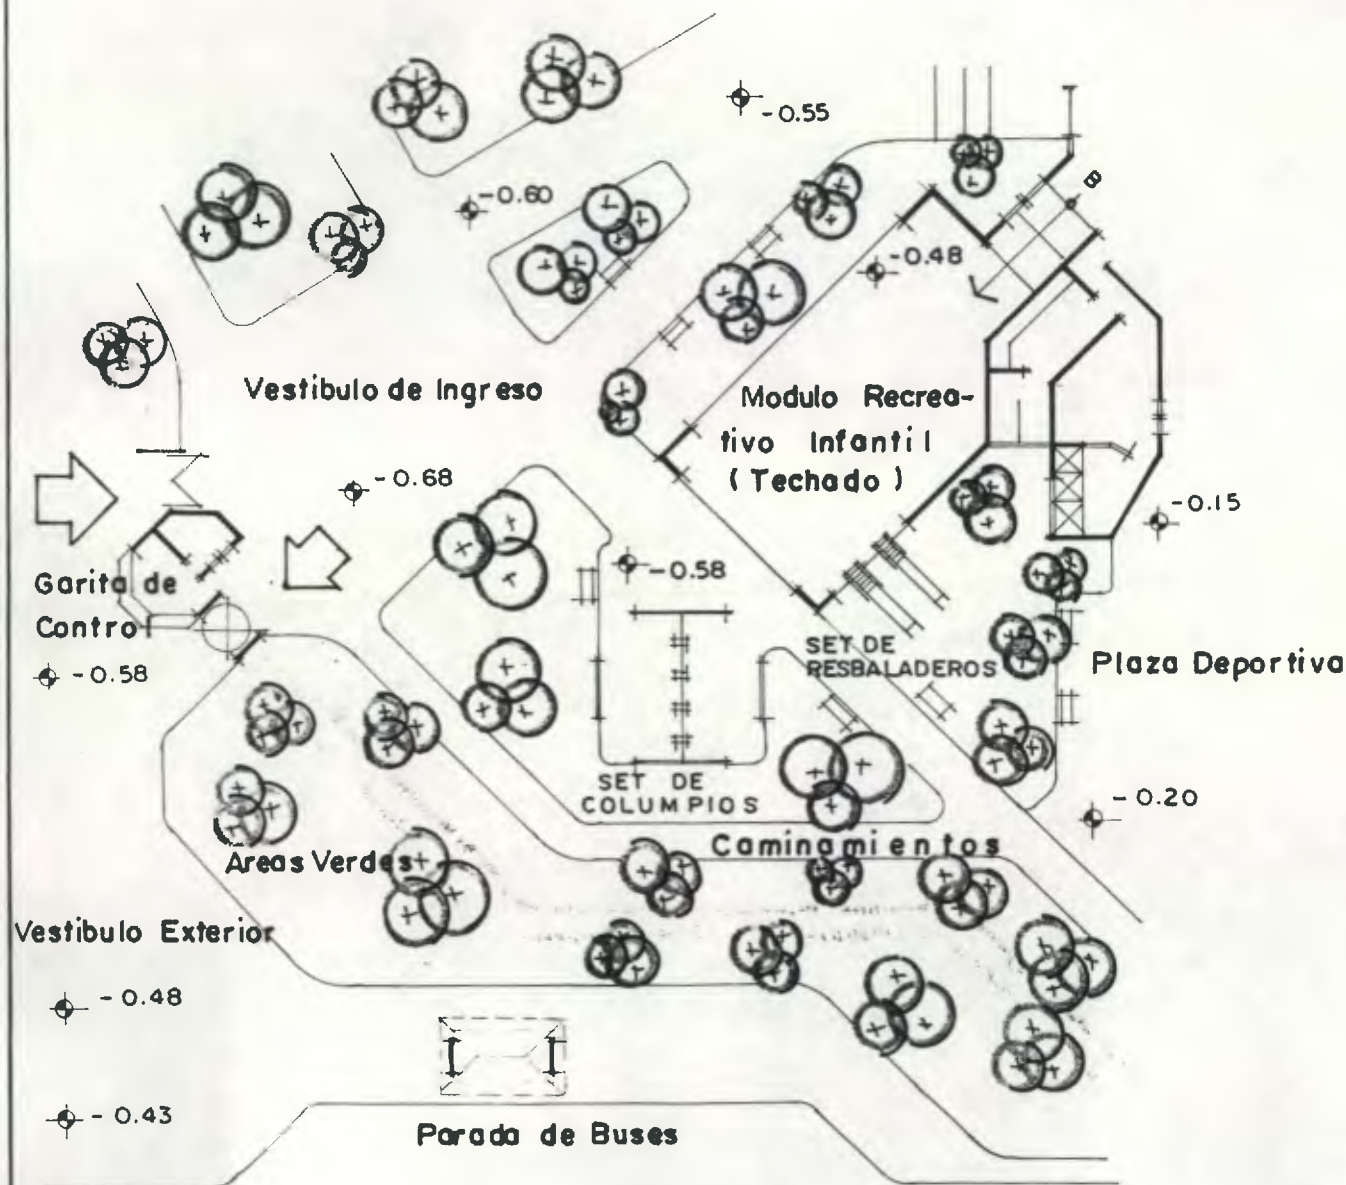 -0.55
B
-0.60
-0.48
Vestibulo de Ingreso
Modulo Recrea-
tivo Infantil
(Techado)
-0.68
-0.15
-0.58
Garita de
Control
-0.58
SET DE
RESBALADEROS
Plaza Deportiva
SET DE
COLUMPIOS
-0.20
Caminamientos
Areas Verdes
Vestibulo Exterior
-0.48
-0.43
Parada de Buses